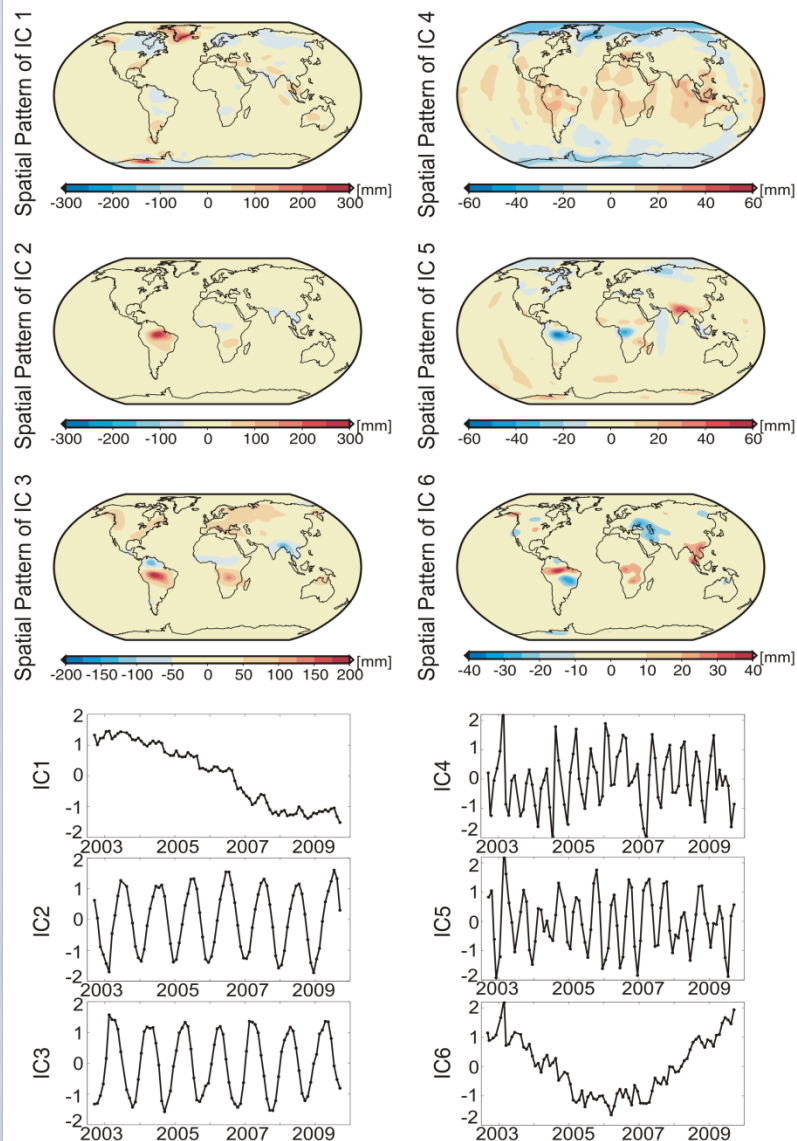 Spatial Pattern of IC 1
-300 -200 -100 0 100 200 300 [mm]
Spatial Pattern of IC 4
-60 -40 -20 0 20 40 60 [mm]
Spatial Pattern of IC 2
-300 -200 -100 0 100 200 300 [mm]
Spatial Pattern of IC 5
-60 -40 -20 0 20 40 60 [mm]
Spatial Pattern of IC 3
-200 -150 -100 -50 0 50 100 150 200 [mm]
Spatial Pattern of IC 6
-40 -30 -20 -10 0 10 20 30 40 [mm]
IC1
2
1
0
-1
-2
2003 2005 2007 2009
IC4
2
1
0
-1
-2
2003 2005 2007 2009
IC2
2
1
0
-1
-2
2003 2005 2007 2009
IC5
2
1
0
-1
-2
2003 2005 2007 2009
IC3
2
1
0
-1
-2
2003 2005 2007 2009
IC6
2
1
0
-1
-2
2003 2005 2007 2009